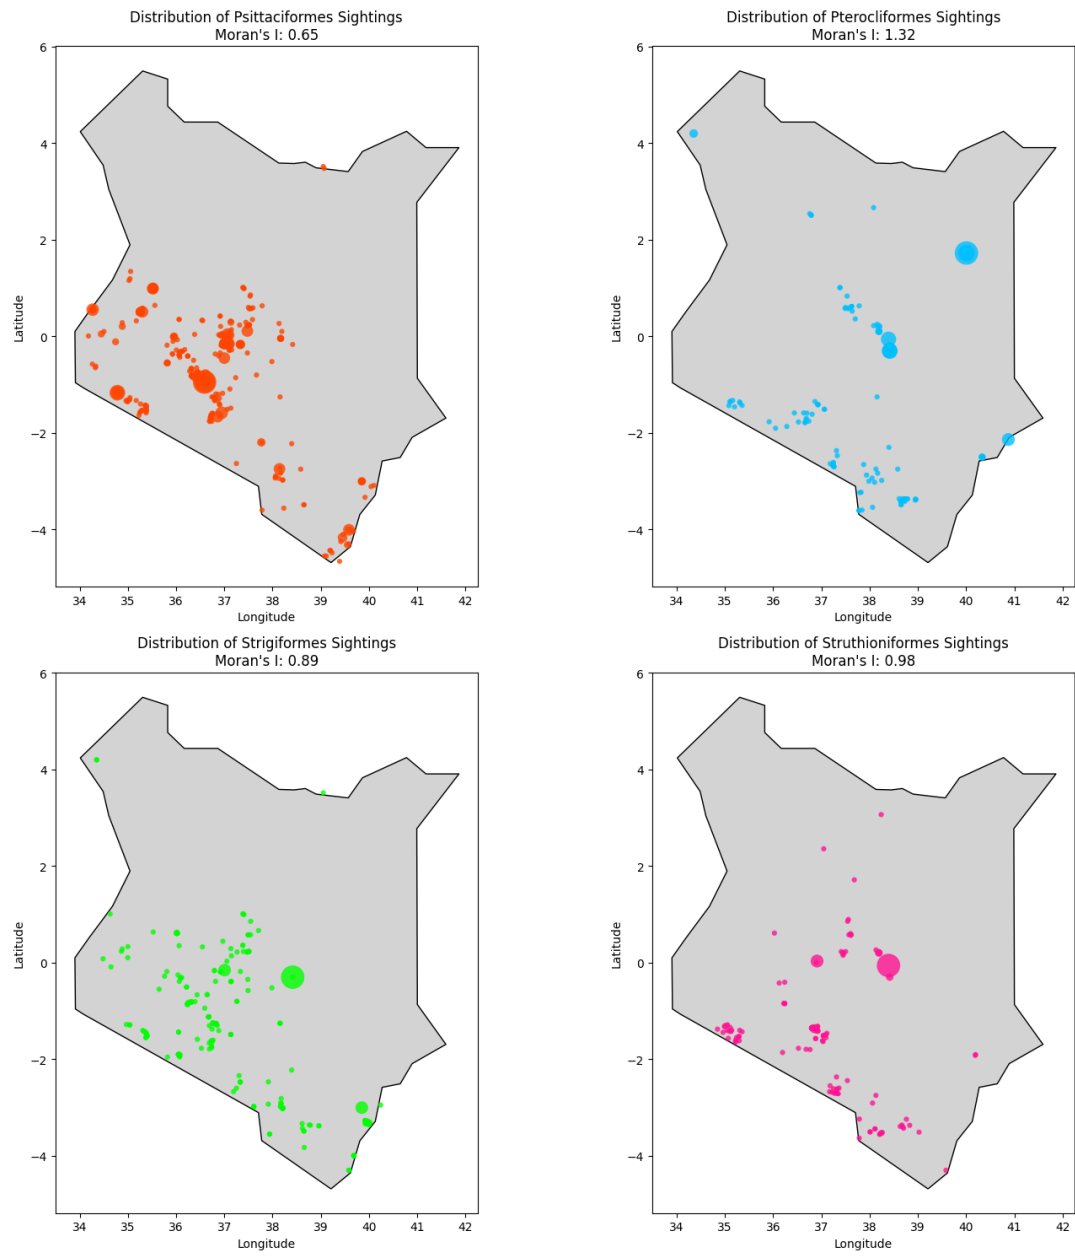 Distribution of Psittaciformes Sightings
Moran's I: 0.65
6
4
2
0
−2
−4
Latitude
34 35 36 37 38 39 40 41 42
Longitude
Distribution of Pterocliformes Sightings
Moran's I: 1.32
6
4
2
0
−2
−4
Latitude
34 35 36 37 38 39 40 41 42
Longitude
Distribution of Strigiformes Sightings
Moran's I: 0.89
6
4
2
0
−2
−4
Latitude
34 35 36 37 38 39 40 41 42
Longitude
Distribution of Struthioniformes Sightings
Moran's I: 0.98
6
4
2
0
−2
−4
Latitude
34 35 36 37 38 39 40 41 42
Longitude